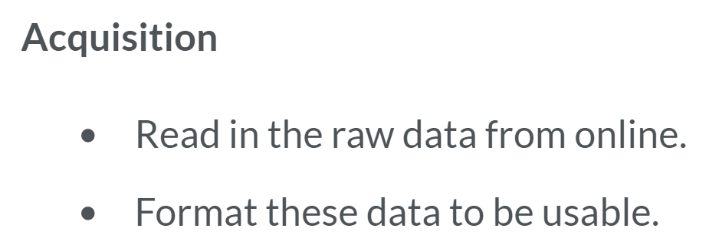 Acquisition
• Read in the raw data from online.
• Format these data to be usable.